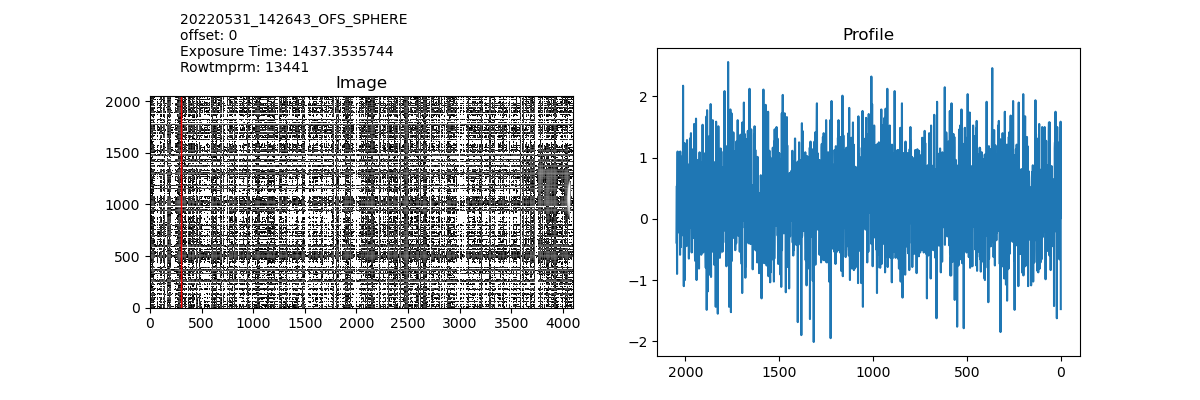 20220531_142643_OFS_SPHERE
offset: 0
Exposure Time: 1437.3535744
Rowtmprm: 13441
Image
2000
1500
1000
500
0
0 500 1000 1500 2000 2500 3000 3500 4000
Profile
2
1
0
−1
−2
2000 1500 1000 500 0